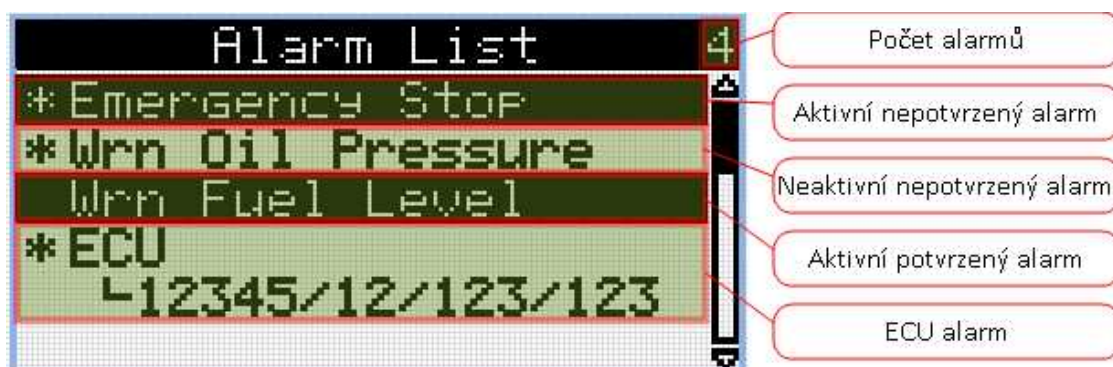 Alarm List 4
Počet alarmů
* Emergency Stop
Aktivní nepotvrzený alarm
* Wrn Oil Pressure
Neaktivní nepotvrzený alarm
Wrn Fuel Level
Aktivní potvrzený alarm
* ECU
12345/12/123/123
ECU alarm